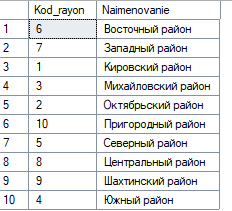 Kod_rayon Naimenovanie
1 6 Восточный район
2 7 Западный район
3 1 Кировский район
4 3 Михайловский район
5 2 Октябрьский район
6 10 Пригородный район
7 5 Северный район
8 8 Центральный район
9 9 Шахтинский район
10 4 Южный район